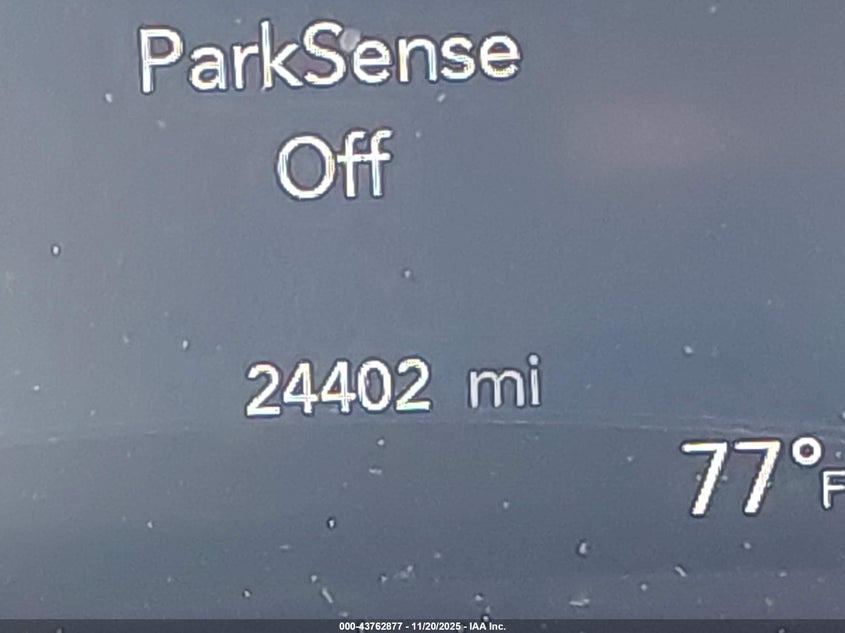 ParkSense
Off
24402 mi
77°F
000-43762877 - 11/20/2025 - IAA Inc.